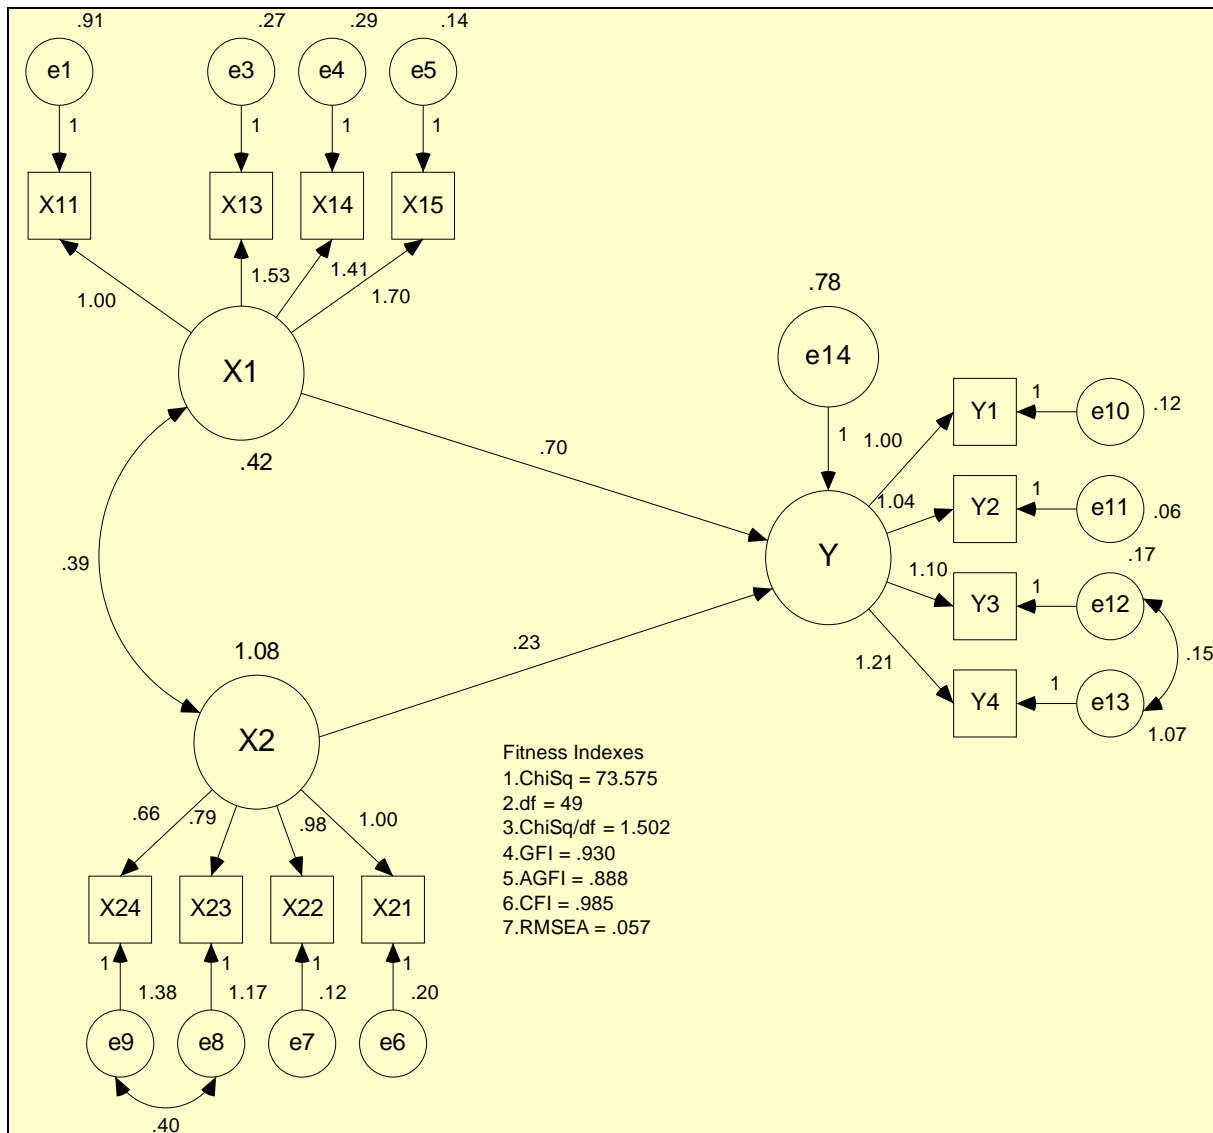 .91 .27 .29 .14
e1 e3 e4 e5
1 1 1 1
X11 X13 X14 X15
1.00 1.53 1.41 1.70
X1
.42
.78
e14
1
.70
.39
1.00 Y1 1 e10 .12
1.04 Y2 1 e11 .06
Y
1.10 Y3 1 e12 .17
1.21 Y4 1 e13 1.07
.15
.23
1.08
X2
.66 .79 .98 1.00
X24 X23 X22 X21
1 1 1 1
1.38 1.17 .12 .20
e9 e8 e7 e6
.40
Fitness Indexes
1.ChiSq = 73.575
2.df = 49
3.ChiSq/df = 1.502
4.GFI = .930
5.AGFI = .888
6.CFI = .985
7.RMSEA = .057